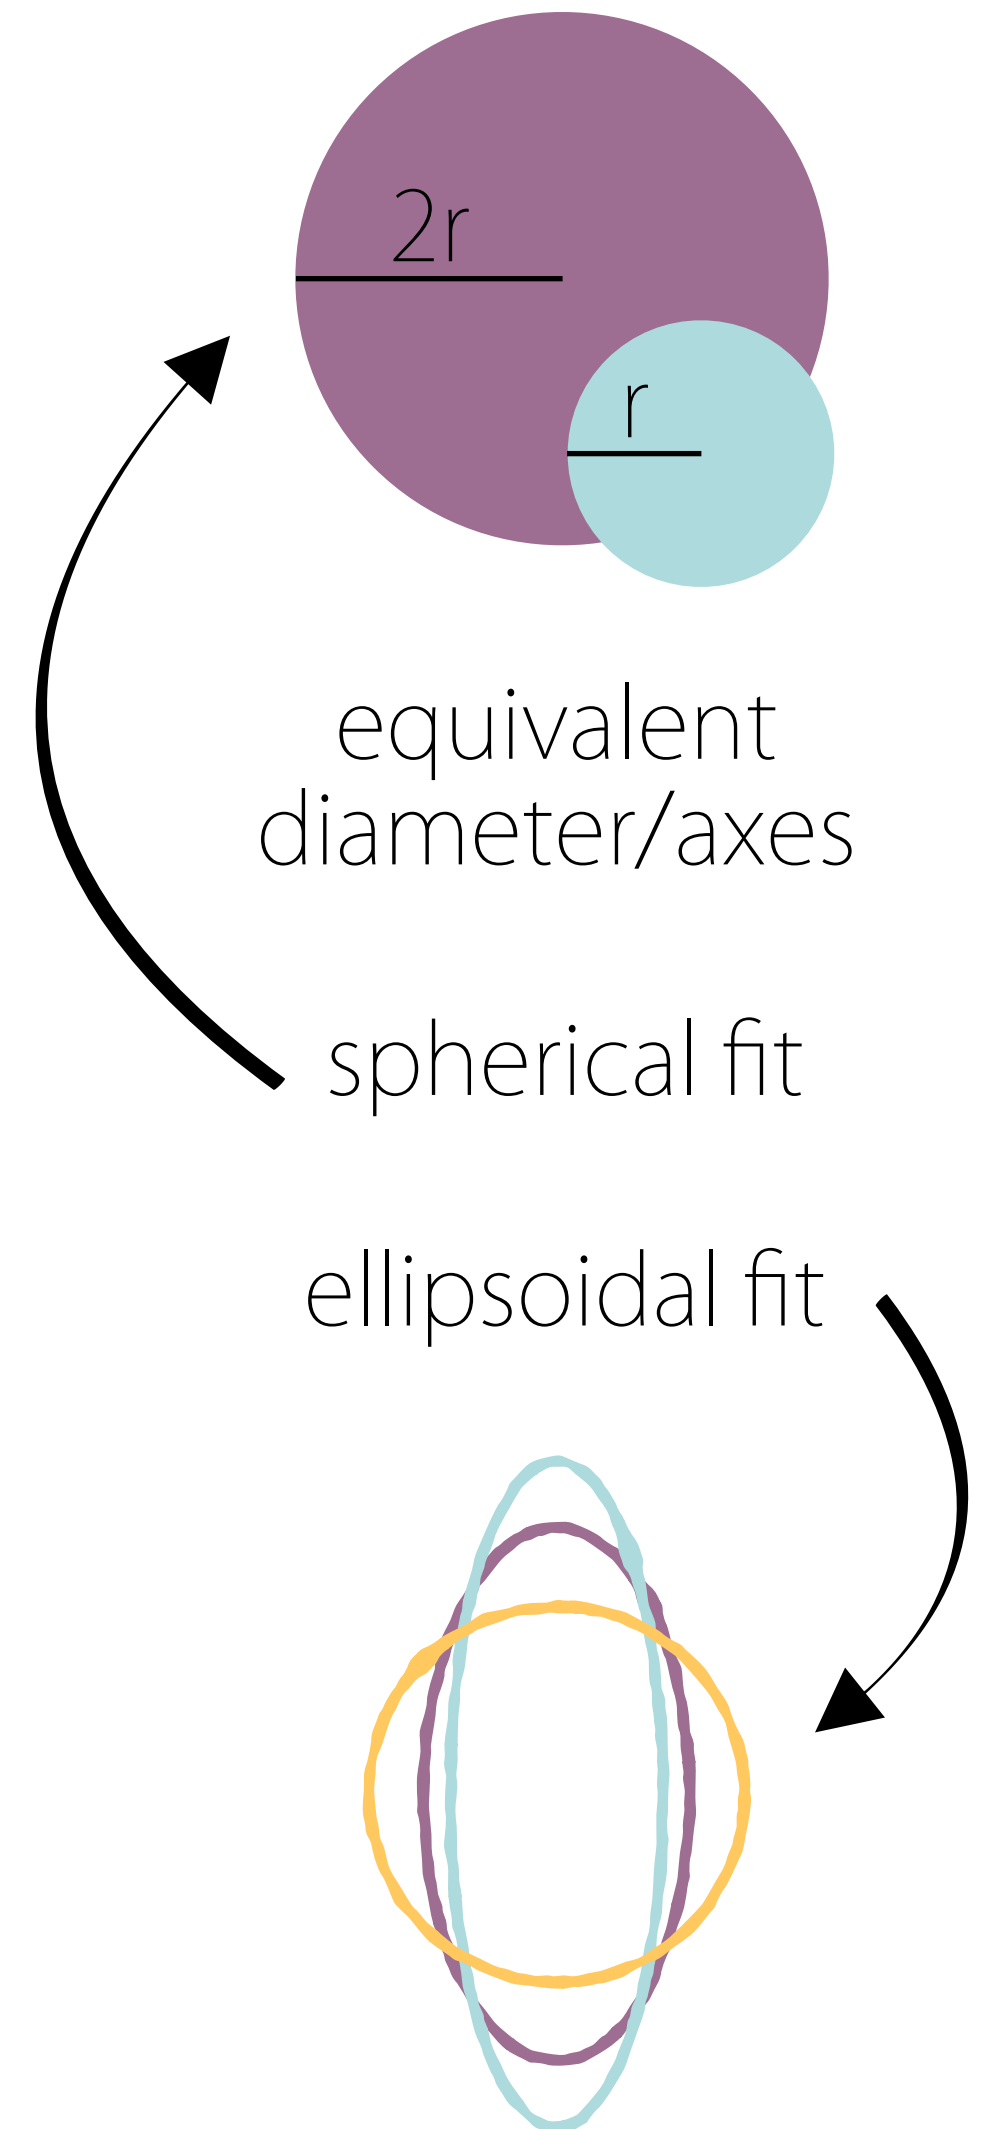 2r
r
equivalent
diameter/axes
spherical fit
ellipsoidal fit